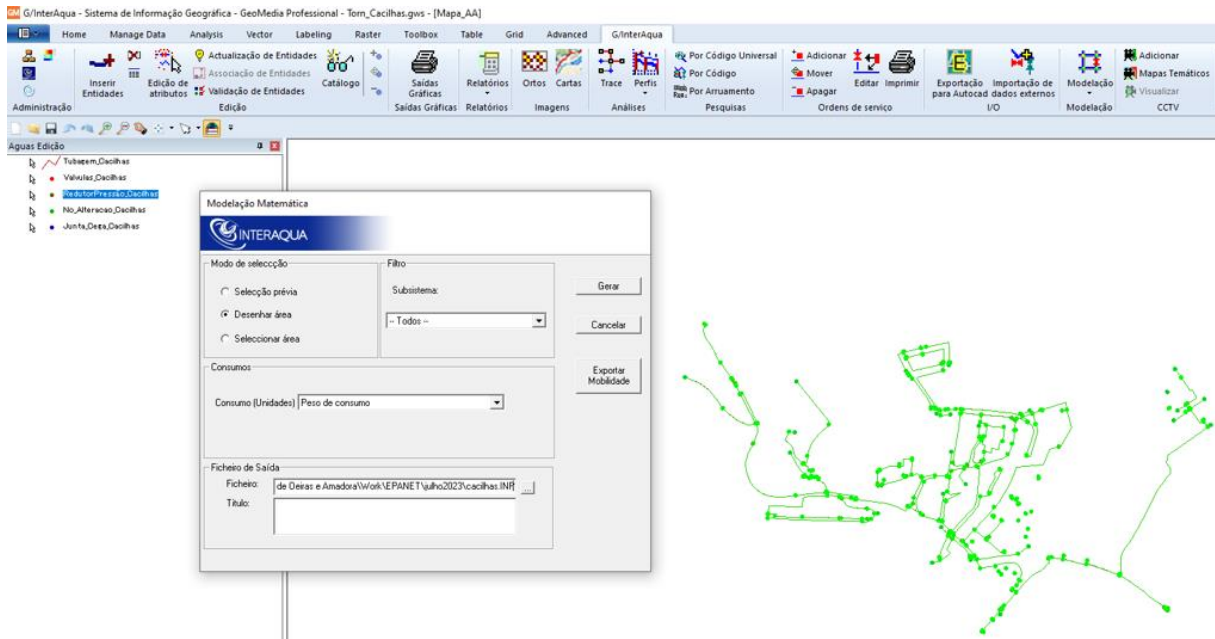 G/InterAqua - Sistema de Informação Geográfica - GeoMedia Professional - Torn_Cacilhas.gws - [Mapa_AA]
Home Manage Data Analysis Vector Labeling Raster Toolbox Table Grid Advanced G/InterAqua
Inserir Entidades
Edição de atributos
Actualização de Entidades
Associação de Entidades
Validação de Entidades
Catálogo
Saídas Gráficas
Relatórios
Ortos
Cartas
Trace
Perfis
Por Código Universal
Por Código
Por Arruamento
Adicionar
Mover
Apagar
Editar
Imprimir
Exportação para Autocad
Importação de dados externos
Modelação
Adicionar
Mapas Temáticos
Visualizar
Administração Edição Saídas Gráficas Relatórios Imagens Análises Pesquisas Ordens de serviço I/O Modelação CCTV
Aguas Edição
Tubagem_Cacilhas
Valvulas_Cacilhas
RedutorPressão_Cacilhas
No_Alteracao_Cacilhas
Junta_Cega_Cacilhas
Modelação Matemática
INTERAQUA
Modo de selecção
Selecção prévia
Desenhar área
Seleccionar área
Filtro
Subsistema:
-- Todos --
Gerar
Cancelar
Exportar Mobilidade
Consumos
Consumo (Unidades) Peso de consumo
Ficheiro de Saída
Ficheiro: de Oeiras e Amadora\Work\EPANET\julho2023\cacilhas.INP ...
Título: